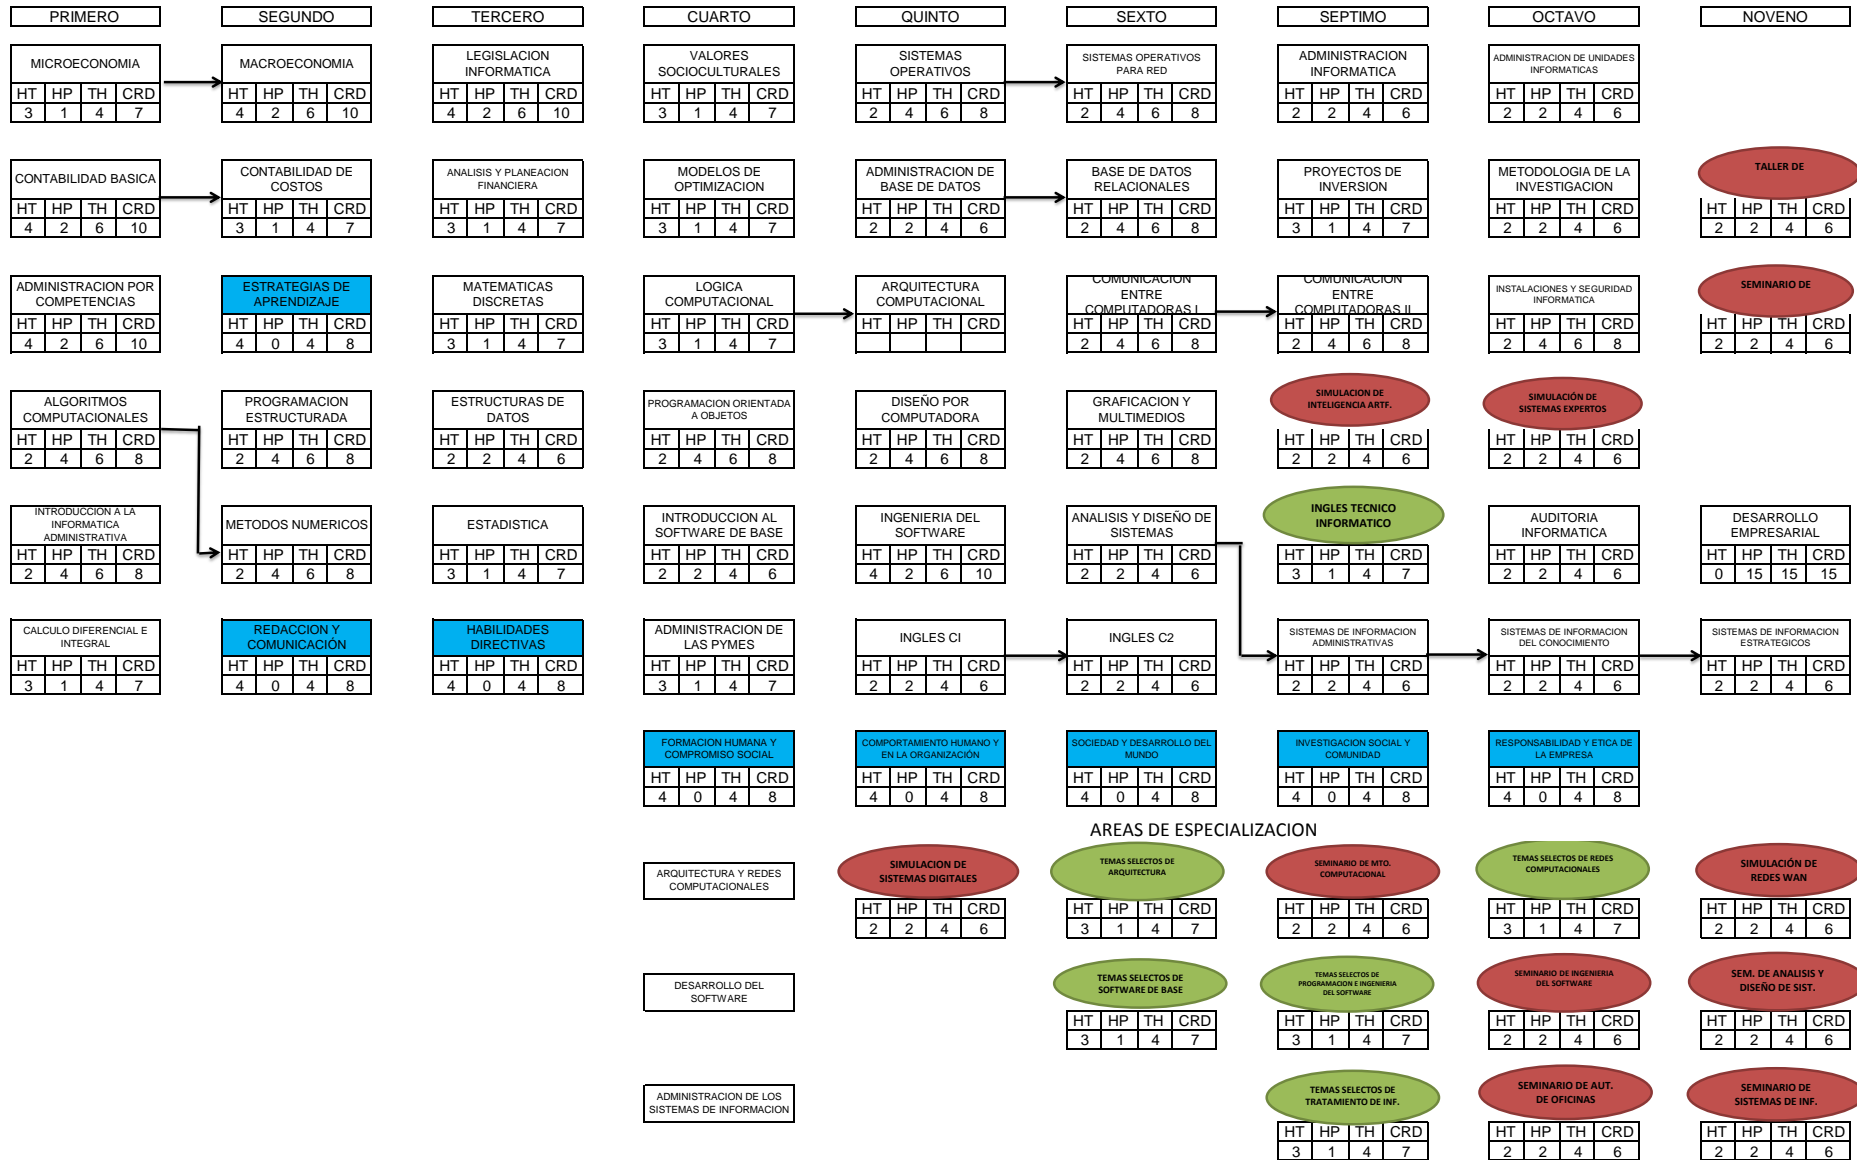 PRIMERO SEGUNDO TERCERO CUARTO QUINTO SEXTO SEPTIMO OCTAVO NOVENO
MICROECONOMIA
HT HP TH CRD
3 1 4 7
MACROECONOMIA
HT HP TH CRD
4 2 6 10
LEGISLACION
INFORMATICA
HT HP TH CRD
4 2 6 10
VALORES
SOCIOCULTURALES
HT HP TH CRD
3 1 4 7
SISTEMAS
OPERATIVOS
HT HP TH CRD
2 4 6 8
SISTEMAS OPERATIVOS
PARA RED
HT HP TH CRD
2 4 6 8
ADMINISTRACION
INFORMATICA
HT HP TH CRD
2 2 4 6
ADMINISTRACION DE UNIDADES
INFORMATICAS
HT HP TH CRD
2 2 4 6
CONTABILIDAD BASICA
HT HP TH CRD
4 2 6 10
CONTABILIDAD DE
COSTOS
HT HP TH CRD
3 1 4 7
ANALISIS Y PLANEACION
FINANCIERA
HT HP TH CRD
3 1 4 7
MODELOS DE
OPTIMIZACION
HT HP TH CRD
3 1 4 7
ADMINISTRACION DE
BASE DE DATOS
HT HP TH CRD
2 2 4 6
BASE DE DATOS
RELACIONALES
HT HP TH CRD
2 4 6 8
PROYECTOS DE
INVERSION
HT HP TH CRD
3 1 4 7
METODOLOGIA DE LA
INVESTIGACION
HT HP TH CRD
2 2 4 6
TALLER DE
HT HP TH CRD
2 2 4 6
ADMINISTRACION POR
COMPETENCIAS
HT HP TH CRD
4 2 6 10
ESTRATEGIAS DE
APRENDIZAJE
HT HP TH CRD
4 0 4 8
MATEMATICAS
DISCRETAS
HT HP TH CRD
3 1 4 7
LOGICA
COMPUTACIONAL
HT HP TH CRD
3 1 4 7
ARQUITECTURA
COMPUTACIONAL
HT HP TH CRD
COMUNICACION
ENTRE
COMPUTADORAS I
HT HP TH CRD
2 4 6 8
COMUNICACION
ENTRE
COMPUTADORAS II
HT HP TH CRD
2 4 6 8
INSTALACIONES Y SEGURIDAD
INFORMATICA
HT HP TH CRD
2 4 6 8
SEMINARIO DE
HT HP TH CRD
2 2 4 6
ALGORITMOS
COMPUTACIONALES
HT HP TH CRD
2 4 6 8
PROGRAMACION
ESTRUCTURADA
HT HP TH CRD
2 4 6 8
ESTRUCTURAS DE
DATOS
HT HP TH CRD
2 2 4 6
PROGRAMACION ORIENTADA
A OBJETOS
HT HP TH CRD
2 4 6 8
DISEÑO POR
COMPUTADORA
HT HP TH CRD
2 4 6 8
GRAFICACION Y
MULTIMEDIOS
HT HP TH CRD
2 4 6 8
SIMULACION DE
INTELIGENCIA ARTF.
HT HP TH CRD
2 2 4 6
SIMULACIÓN DE
SISTEMAS EXPERTOS
HT HP TH CRD
2 2 4 6
INTRODUCCION A LA
INFORMATICA
ADMINISTRATIVA
HT HP TH CRD
2 4 6 8
METODOS NUMERICOS
HT HP TH CRD
2 4 6 8
ESTADISTICA
HT HP TH CRD
3 1 4 7
INTRODUCCION AL
SOFTWARE DE BASE
HT HP TH CRD
2 2 4 6
INGENIERIA DEL
SOFTWARE
HT HP TH CRD
4 2 6 10
ANALISIS Y DISEÑO DE
SISTEMAS
HT HP TH CRD
2 2 4 6
INGLES TECNICO
INFORMATICO
HT HP TH CRD
3 1 4 7
AUDITORIA
INFORMATICA
HT HP TH CRD
2 2 4 6
DESARROLLO
EMPRESARIAL
HT HP TH CRD
0 15 15 15
CALCULO DIFERENCIAL E
INTEGRAL
HT HP TH CRD
3 1 4 7
REDACCION Y
COMUNICACIÓN
HT HP TH CRD
4 0 4 8
HABILIDADES
DIRECTIVAS
HT HP TH CRD
4 0 4 8
ADMINISTRACION DE
LAS PYMES
HT HP TH CRD
3 1 4 7
INGLES CI
HT HP TH CRD
2 2 4 6
INGLES C2
HT HP TH CRD
2 2 4 6
SISTEMAS DE INFORMACION
ADMINISTRATIVAS
HT HP TH CRD
2 2 4 6
SISTEMAS DE INFORMACION
DEL CONOCIMIENTO
HT HP TH CRD
2 2 4 6
SISTEMAS DE INFORMACION
ESTRATEGICOS
HT HP TH CRD
2 2 4 6
FORMACION HUMANA Y
COMPROMISO SOCIAL
HT HP TH CRD
4 0 4 8
COMPORTAMIENTO HUMANO Y
EN LA ORGANIZACIÓN
HT HP TH CRD
4 0 4 8
SOCIEDAD Y DESARROLLO DEL
MUNDO
HT HP TH CRD
4 0 4 8
INVESTIGACION SOCIAL Y
COMUNIDAD
HT HP TH CRD
4 0 4 8
RESPONSABILIDAD Y ETICA DE
LA EMPRESA
HT HP TH CRD
4 0 4 8
AREAS DE ESPECIALIZACION
ARQUITECTURA Y REDES
COMPUTACIONALES
SIMULACION DE
SISTEMAS DIGITALES
HT HP TH CRD
2 2 4 6
TEMAS SELECTOS DE
ARQUITECTURA
HT HP TH CRD
3 1 4 7
SEMINARIO DE MTO.
COMPUTACIONAL
HT HP TH CRD
2 2 4 6
TEMAS SELECTOS DE REDES
COMPUTACIONALES
HT HP TH CRD
3 1 4 7
SIMULACIÓN DE
REDES WAN
HT HP TH CRD
2 2 4 6
DESARROLLO DEL
SOFTWARE
TEMAS SELECTOS DE
SOFTWARE DE BASE
HT HP TH CRD
3 1 4 7
TEMAS SELECTOS DE
PROGRAMACION E INGENIERIA
DEL SOFTWARE
HT HP TH CRD
3 1 4 7
SEMINARIO DE INGENIERIA
DEL SOFTWARE
HT HP TH CRD
2 2 4 6
SEM. DE ANALISIS Y
DISEÑO DE SIST.
HT HP TH CRD
2 2 4 6
ADMINISTRACION DE LOS
SISTEMAS DE INFORMACION
TEMAS SELECTOS DE
TRATAMIENTO DE INF.
HT HP TH CRD
3 1 4 7
SEMINARIO DE AUT.
DE OFICINAS
HT HP TH CRD
2 2 4 6
SEMINARIO DE
SISTEMAS DE INF.
HT HP TH CRD
2 2 4 6